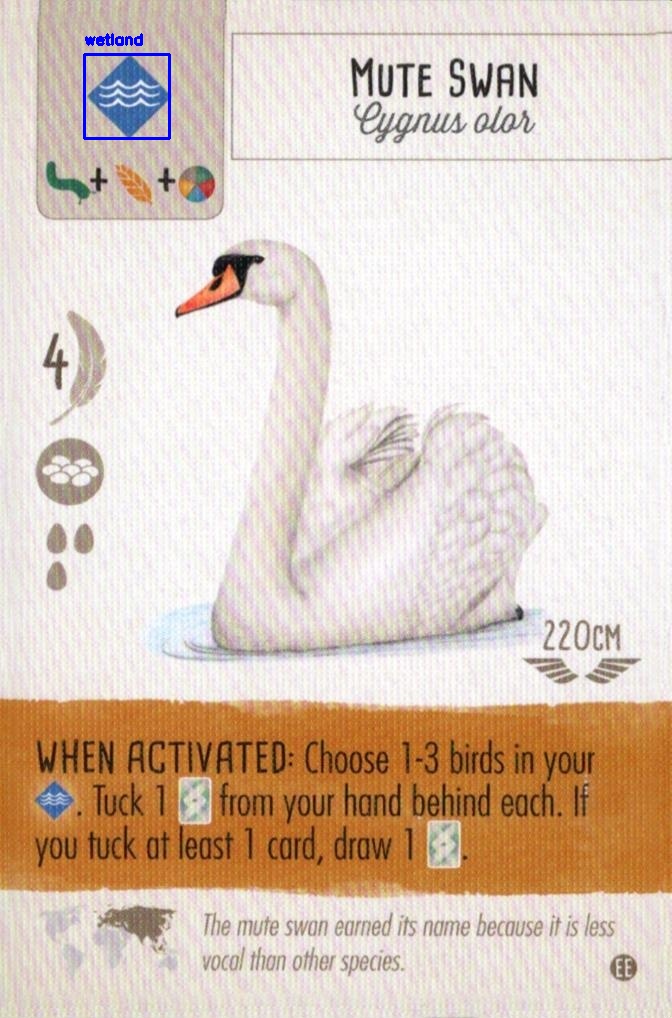 wetland
MUTE SWAN
Cygnus olor
+ +
4
220CM
WHEN ACTIVATED: Choose 1-3 birds in your
. Tuck 1 from your hand behind each. If
you tuck at least 1 card, draw 1 .
The mute swan earned its name because it is less
vocal than other species.
EE